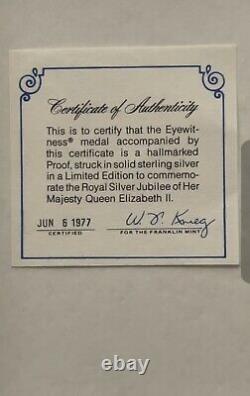 Certificate of Authenticity
This is to certify that the Eyewit-
ness® medal accompanied by
this certificate is a hallmarked
Proof, struck in solid sterling silver
in a Limited Edition to commemo-
rate the Royal Silver Jubilee of Her
Majesty Queen Elizabeth II.
JUN 6 1977
CERTIFIED
FOR THE FRANKLIN MINT
hh-l.com